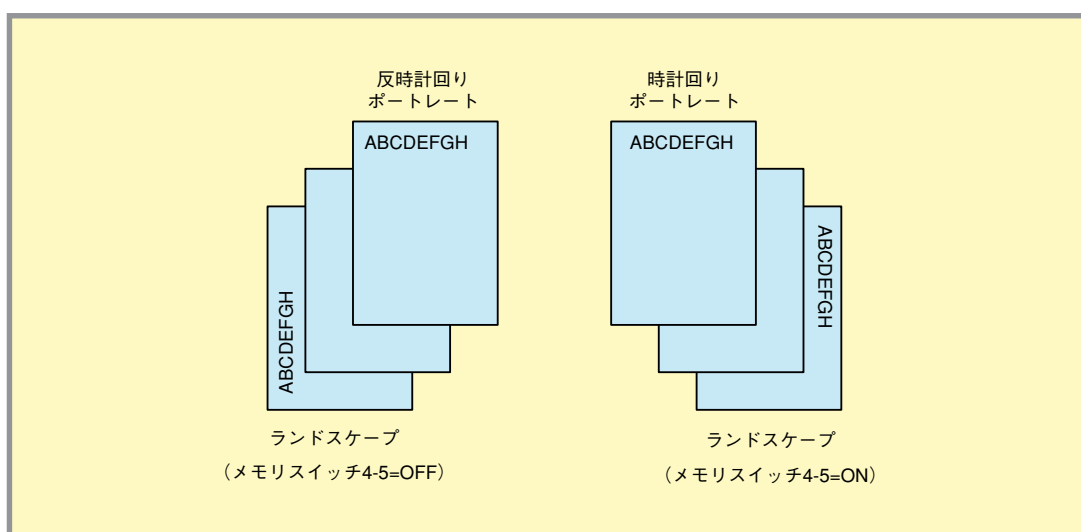 反時計回り
ポートレート
ABCDEFGH
ABCDEFGH
ランドスケープ
（メモリスイッチ4-5=OFF）
時計回り
ポートレート
ABCDEFGH
ABCDEFGH
ランドスケープ
（メモリスイッチ4-5=ON）